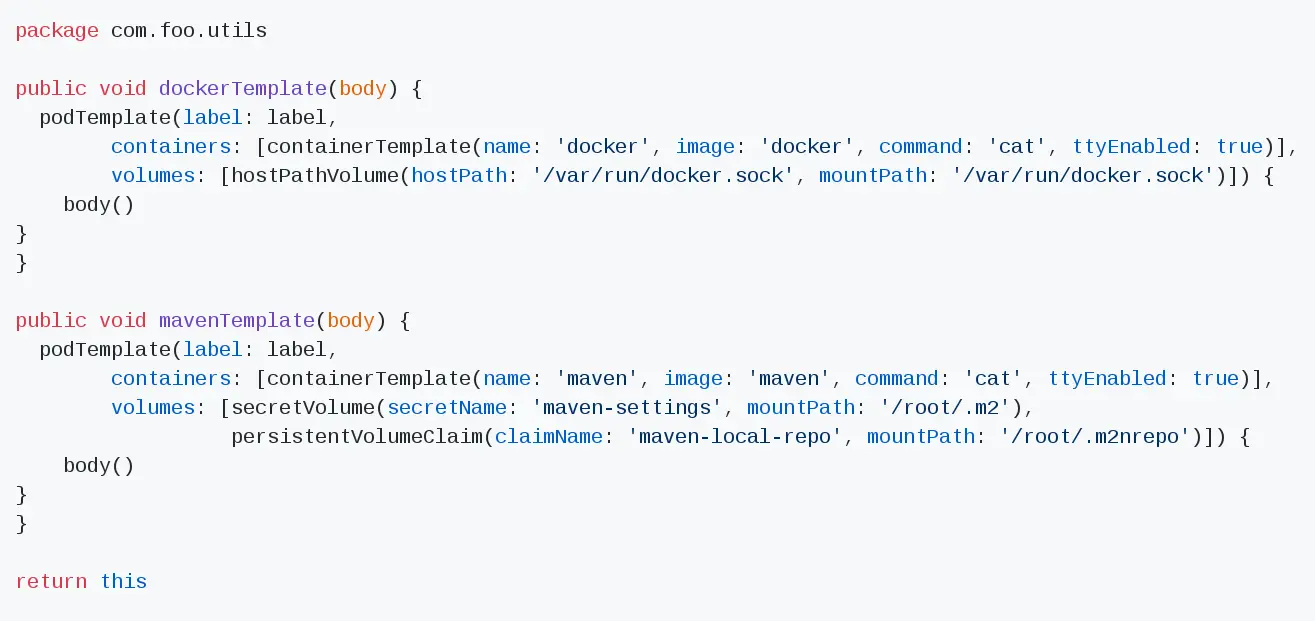 package com.foo.utils

public void dockerTemplate(body) {
  podTemplate(label: label,
        containers: [containerTemplate(name: 'docker', image: 'docker', command: 'cat', ttyEnabled: true)],
        volumes: [hostPathVolume(hostPath: '/var/run/docker.sock', mountPath: '/var/run/docker.sock')]) {
    body()
}
}

public void mavenTemplate(body) {
  podTemplate(label: label,
        containers: [containerTemplate(name: 'maven', image: 'maven', command: 'cat', ttyEnabled: true)],
        volumes: [secretVolume(secretName: 'maven-settings', mountPath: '/root/.m2'),
                  persistentVolumeClaim(claimName: 'maven-local-repo', mountPath: '/root/.m2nrepo')]) {
    body()
}
}

return this